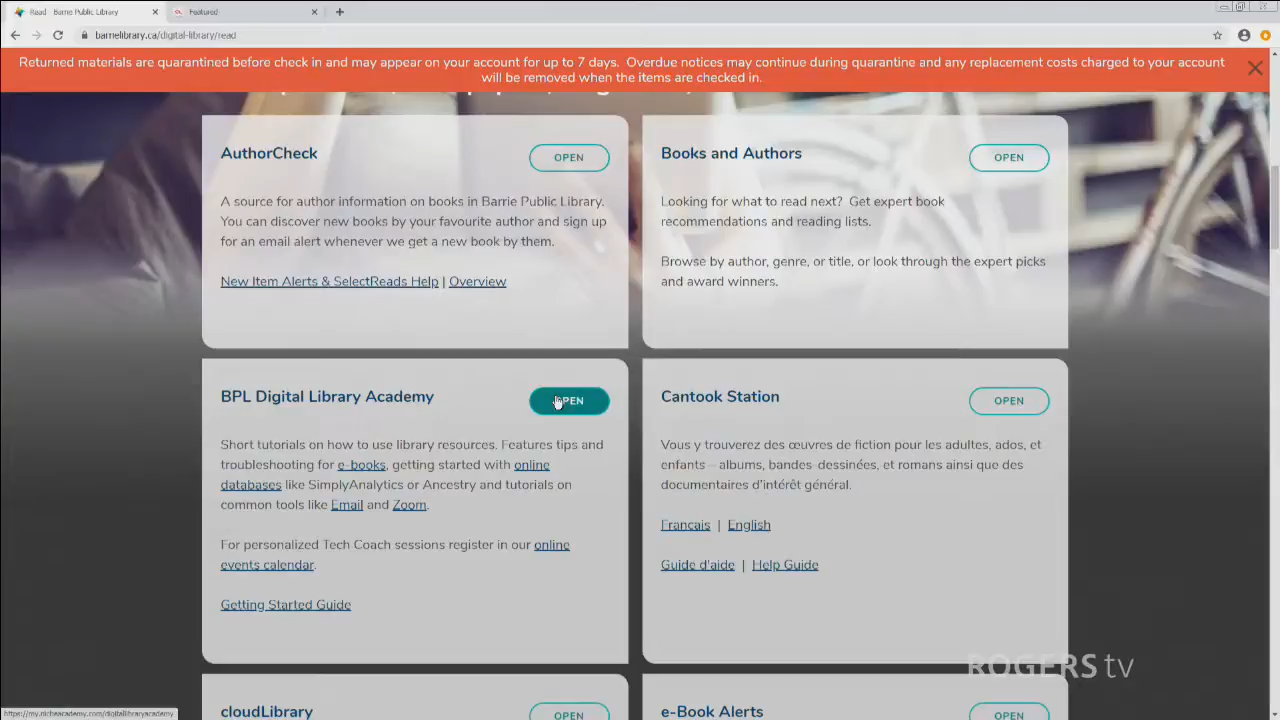 Read - Barrie Public Library
Featured
barrielibrary.ca/digital-library/read
Returned materials are quarantined before check in and may appear on your account for up to 7 days. Overdue notices may continue during quarantine and any replacement costs charged to your account
will be removed when the items are checked in.
AuthorCheck
OPEN
A source for author information on books in Barrie Public Library.
You can discover new books by your favourite author and sign up
for an email alert whenever we get a new book by them.
New Item Alerts & SelectReads Help | Overview
Books and Authors
OPEN
Looking for what to read next? Get expert book
recommendations and reading lists.
Browse by author, genre, or title, or look through the expert picks
and award winners.
BPL Digital Library Academy
OPEN
Short tutorials on how to use library resources. Features tips and
troubleshooting for e-books, getting started with online
databases like SimplyAnalytics or Ancestry and tutorials on
common tools like Email and Zoom.
For personalized Tech Coach sessions register in our online
events calendar.
Getting Started Guide
Cantook Station
OPEN
Vous y trouverez des œuvres de fiction pour les adultes, ados, et
enfants – albums, bandes-dessinées, et romans ainsi que des
documentaires d'intérêt général.
Francais | English
Guide d'aide | Help Guide
ROGERS tv
cloudLibrary
OPEN
e-Book Alerts
OPEN
https://my.nicheacademy.com/digitallibraryacademy